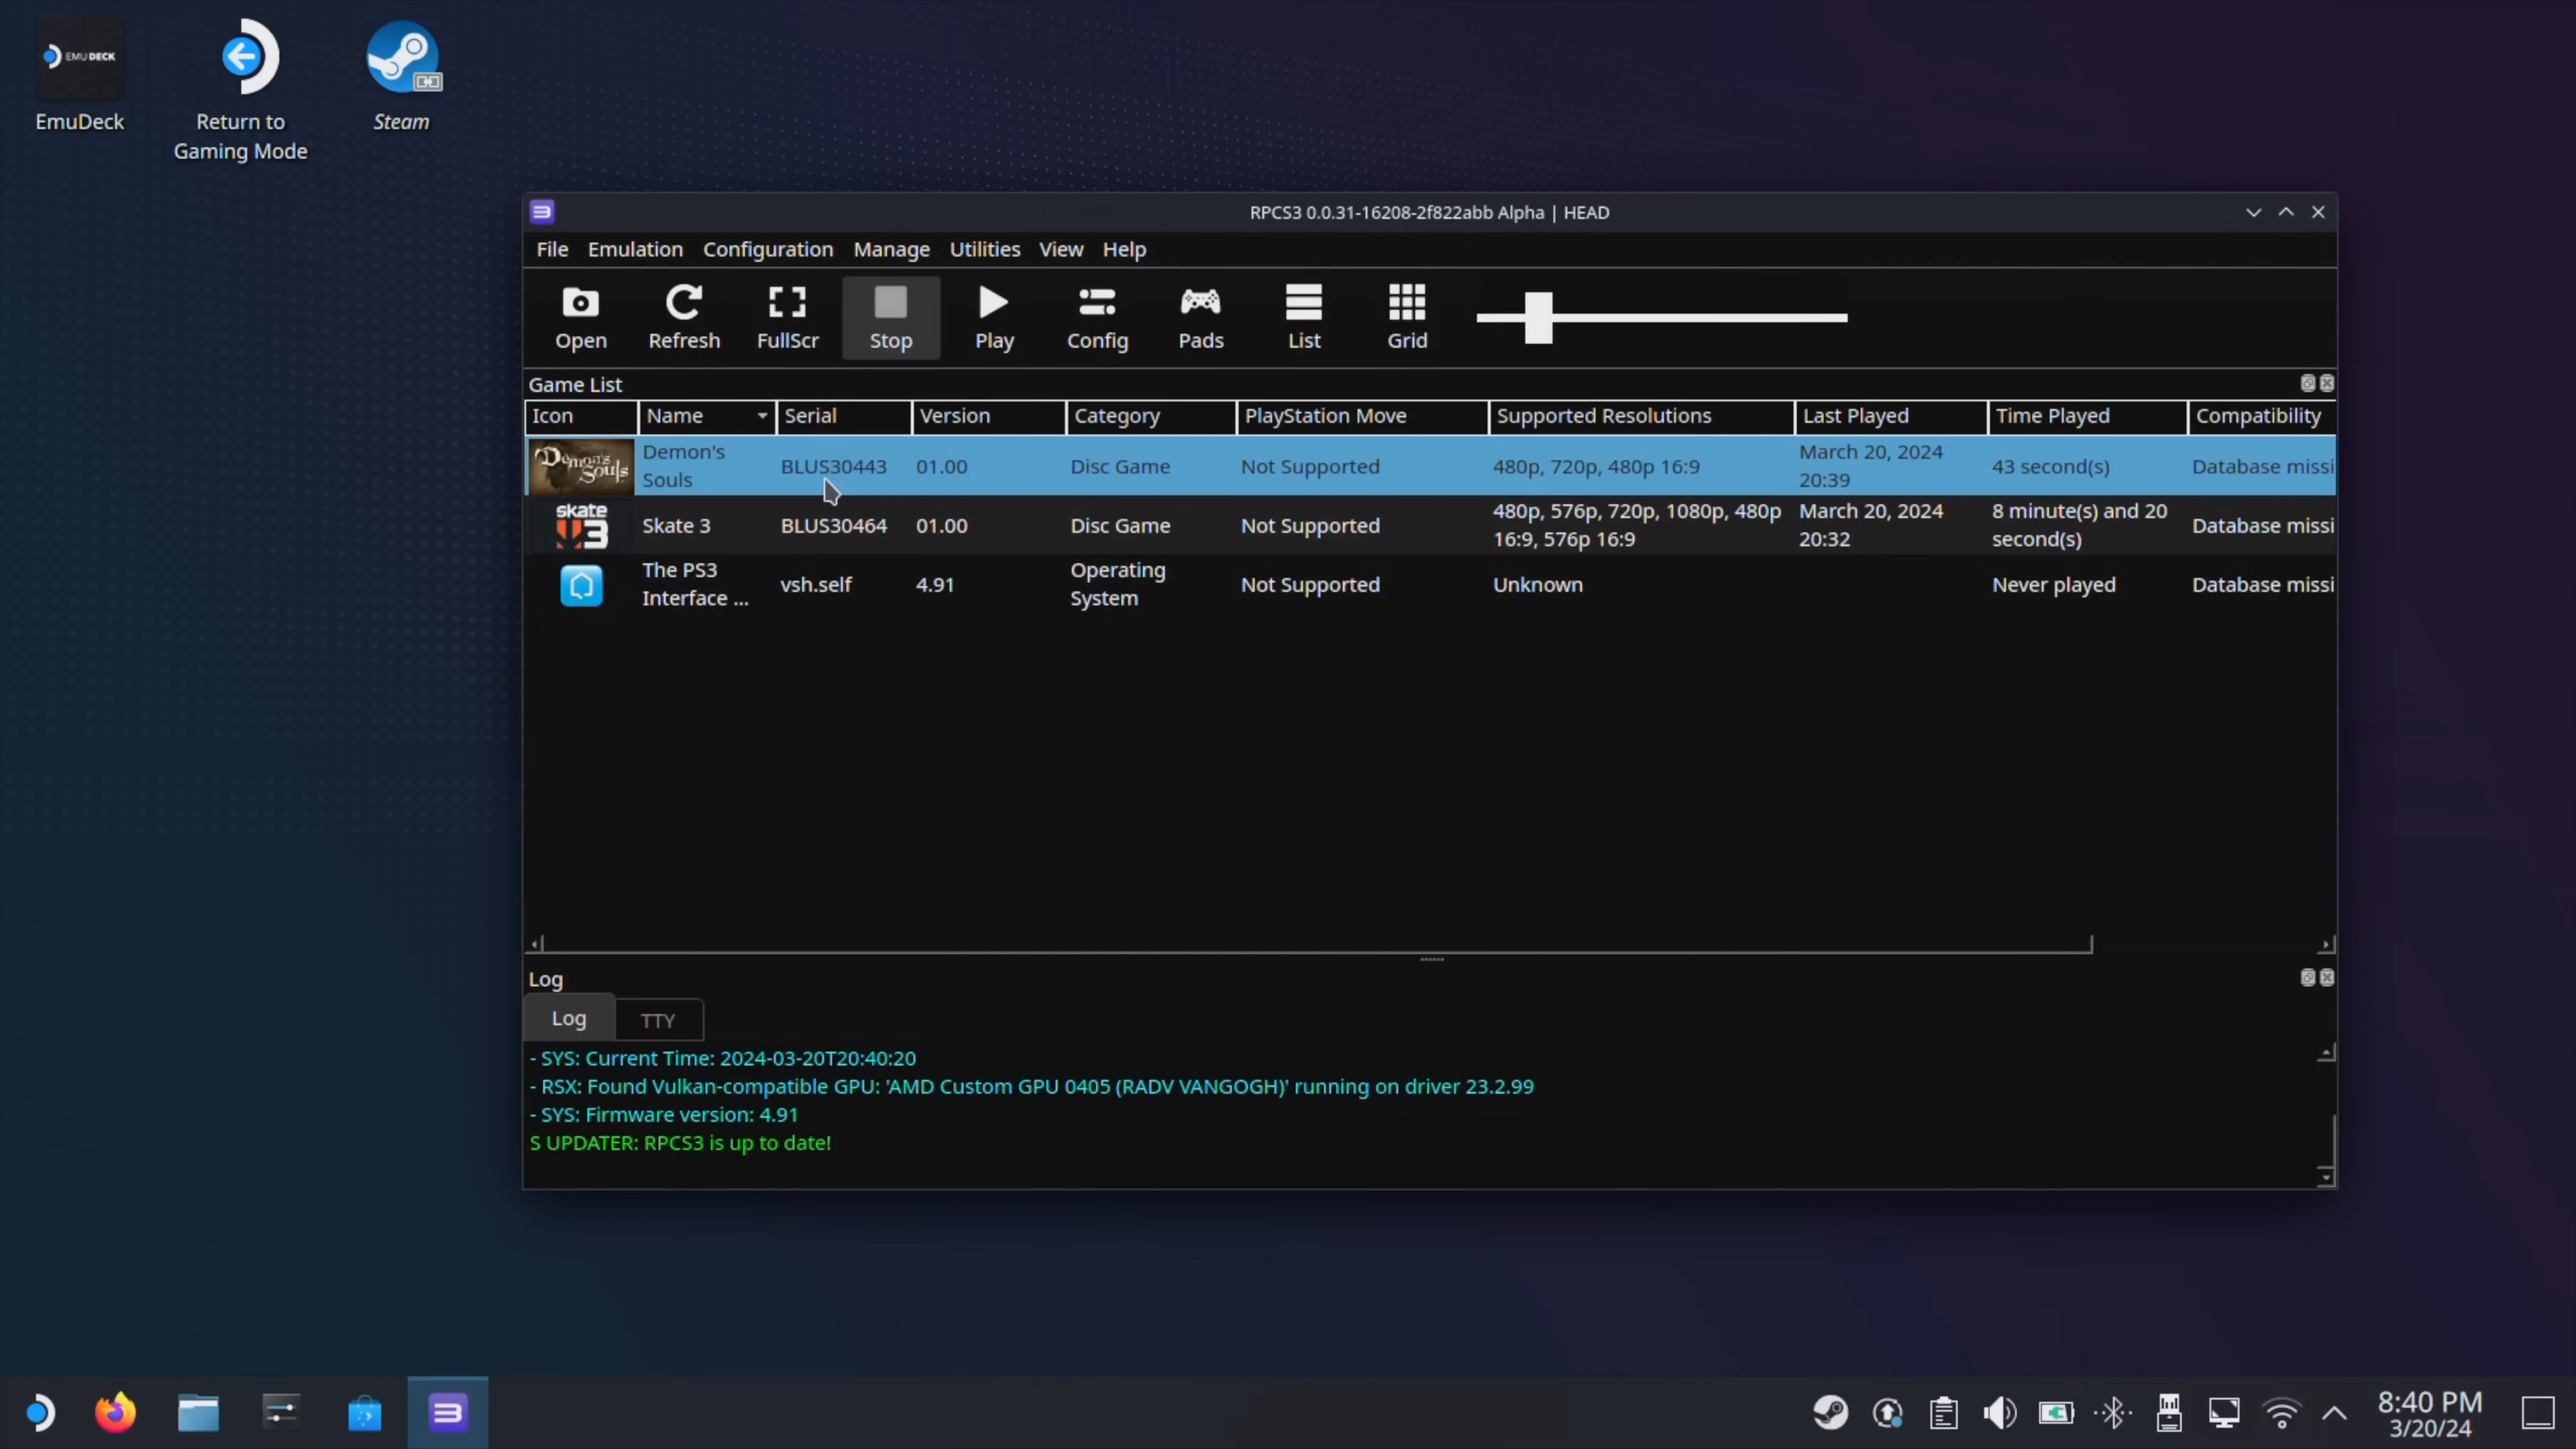 EMUDECK
EmuDeck
Return to
Gaming Mode
Steam
RPCS3 0.0.31-16208-2f822abb Alpha | HEAD
File Emulation Configuration Manage Utilities View Help
Open Refresh FullScr Stop Play Config Pads List Grid
Game List
Icon Name Serial Version Category PlayStation Move Supported Resolutions Last Played Time Played Compatibility
Demon's Souls Demon's Souls BLUS30443 01.00 Disc Game Not Supported 480p, 720p, 480p 16:9 March 20, 2024 20:39 43 second(s) Database missi
skate 3 Skate 3 BLUS30464 01.00 Disc Game Not Supported 480p, 576p, 720p, 1080p, 480p 16:9, 576p 16:9 March 20, 2024 20:32 8 minute(s) and 20 second(s) Database missi
The PS3 Interface ... vsh.self 4.91 Operating System Not Supported Unknown Never played Database missi
Log
Log TTY
- SYS: Current Time: 2024-03-20T20:40:20
- RSX: Found Vulkan-compatible GPU: 'AMD Custom GPU 0405 (RADV VANGOGH)' running on driver 23.2.99
- SYS: Firmware version: 4.91
S UPDATER: RPCS3 is up to date!
8:40 PM
3/20/24